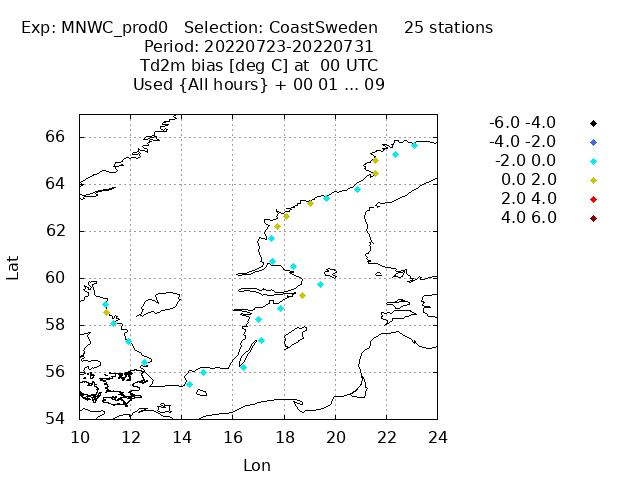 Exp: MNWC_prod0 Selection: CoastSweden 25 stations
Period: 20220723-20220731
Td2m bias [deg C] at 00 UTC
Used {All hours} + 00 01 ... 09
66
64
62
60
58
56
54
Lat
10 12 14 16 18 20 22 24
Lon
-6.0 -4.0
-4.0 -2.0
-2.0 0.0
0.0 2.0
2.0 4.0
4.0 6.0